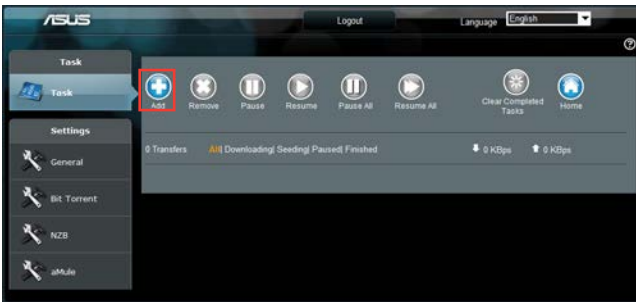 ASUS
Logout
Language English
Task
Task
Add Remove Pause Resume Pause All Resume All Clear Completed Tasks Home
0 Transfers All| Downloading| Seeding| Paused| Finished 0 KBps 0 KBps
Settings
General
Bit Torrent
NZB
aMule